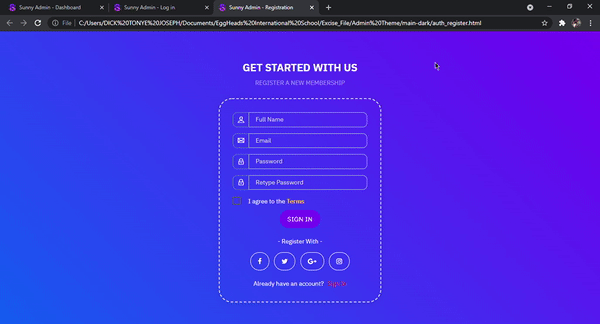 Sunny Admin - Dashboard
Sunny Admin - Log in
Sunny Admin - Registration
File
C:/Users/DICK%20TONYE%20JOSEPH/Documents/EggHeads%20International%20School/Excise_File/Admin%20Theme/main-dark/auth_register.html
GET STARTED WITH US
REGISTER A NEW MEMBERSHIP
Full Name
Email
Password
Retype Password
I agree to the Terms
SIGN IN
- Register With -
G+
Already have an account?